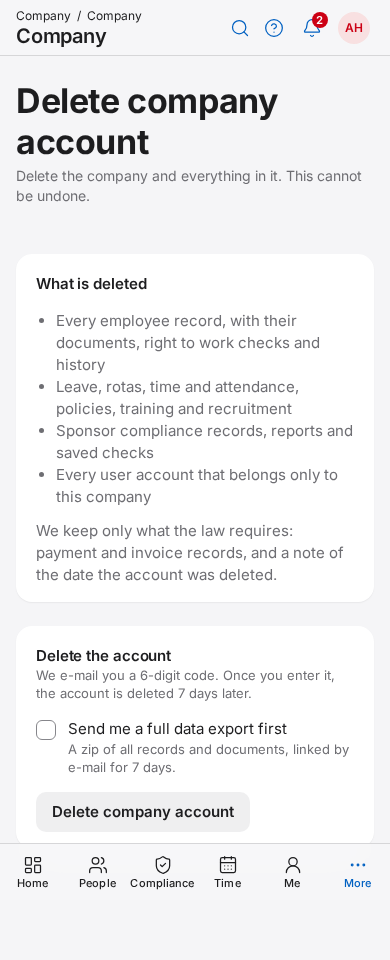 Company / Company
Company
2
AH
Delete company
account
Delete the company and everything in it. This cannot
be undone.
What is deleted
• Every employee record, with their
documents, right to work checks and
history
• Leave, rotas, time and attendance,
policies, training and recruitment
• Sponsor compliance records, reports and
saved checks
• Every user account that belongs only to
this company
We keep only what the law requires:
payment and invoice records, and a note of
the date the account was deleted.
Delete the account
We e-mail you a 6-digit code. Once you enter it,
the account is deleted 7 days later.
Send me a full data export first
A zip of all records and documents, linked by
e-mail for 7 days.
Delete company account
Home People Compliance Time Me More